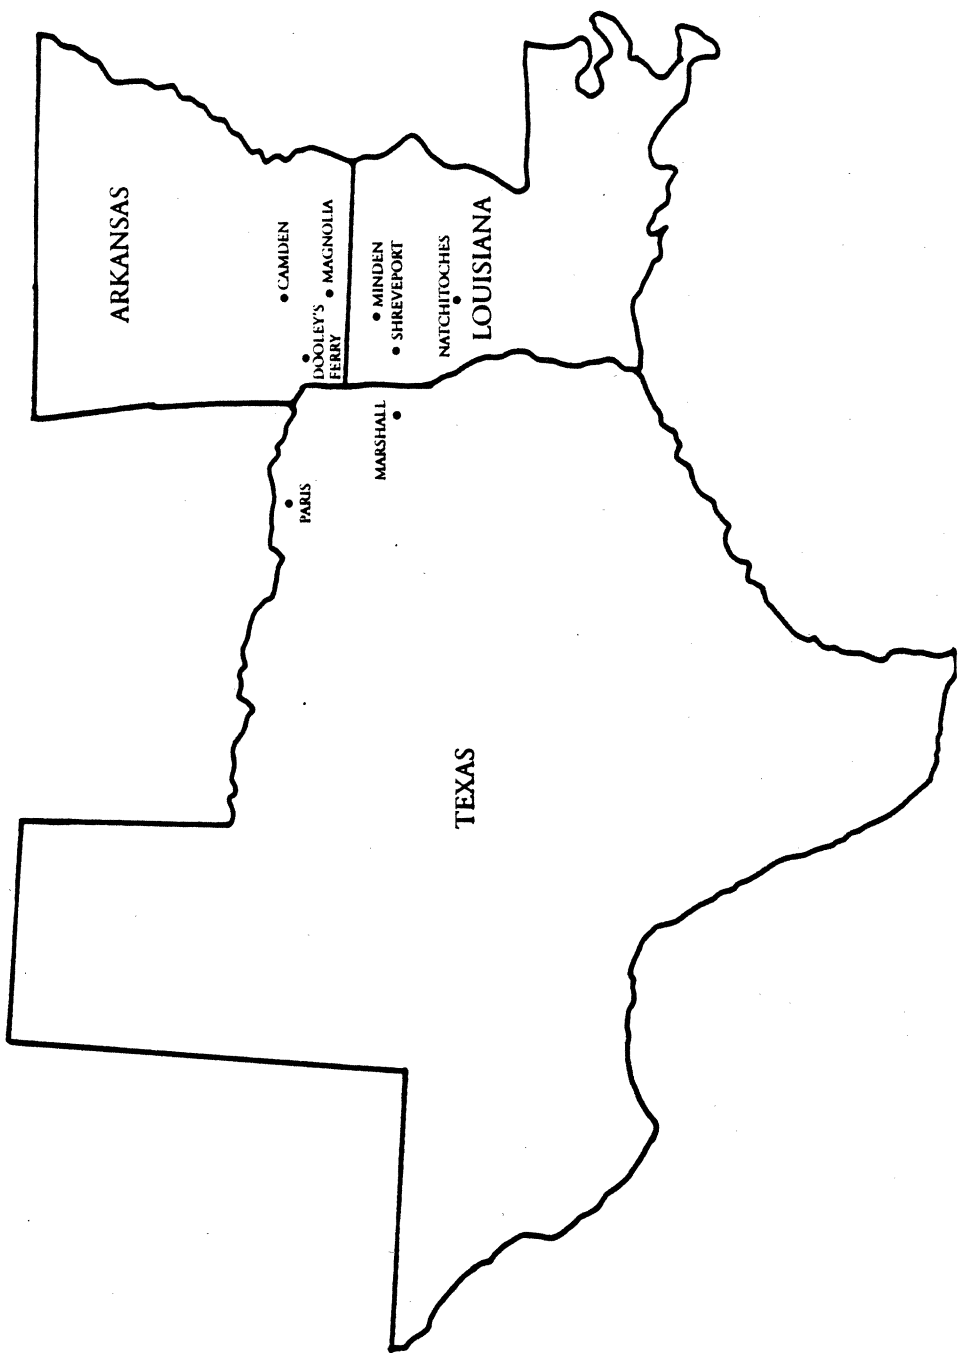 ARKANSAS
CAMDEN
MAGNOLIA
DOOLEY'S
FERRY
MINDEN
SHREVEPORT
NATCHITOCHES
LOUISIANA
MARSHALL
PARIS
TEXAS